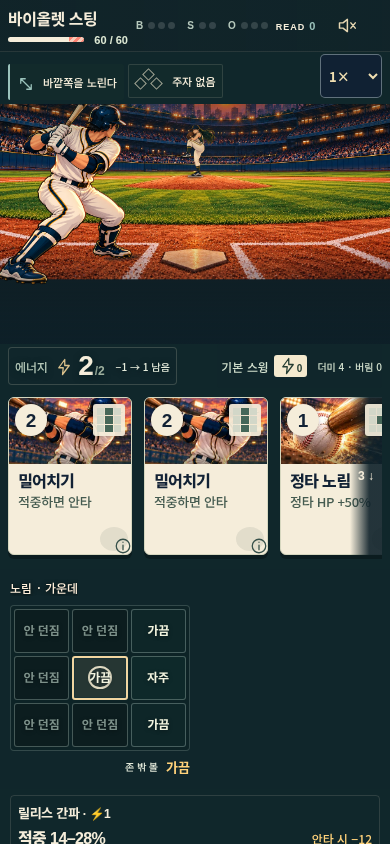 바이올렛 스팅
B S O READ 0
60 / 60
바깥쪽을 노린다 주자 없음 1×
에너지 2/2 −1 → 1 남음 기본 스윙 0 더미 4 · 버림 0
2 2 1
밀어치기 밀어치기 정타 노림 3 ↓
적중하면 안타 적중하면 안타 정타 HP +50%
노림 · 가운데
안 던짐 안 던짐 가끔
안 던짐 가끔 자주
안 던짐 안 던짐 가끔
존 밖 볼 가끔
릴리스 간파 · ⚡1
적중 14–28% 안타 시 −12